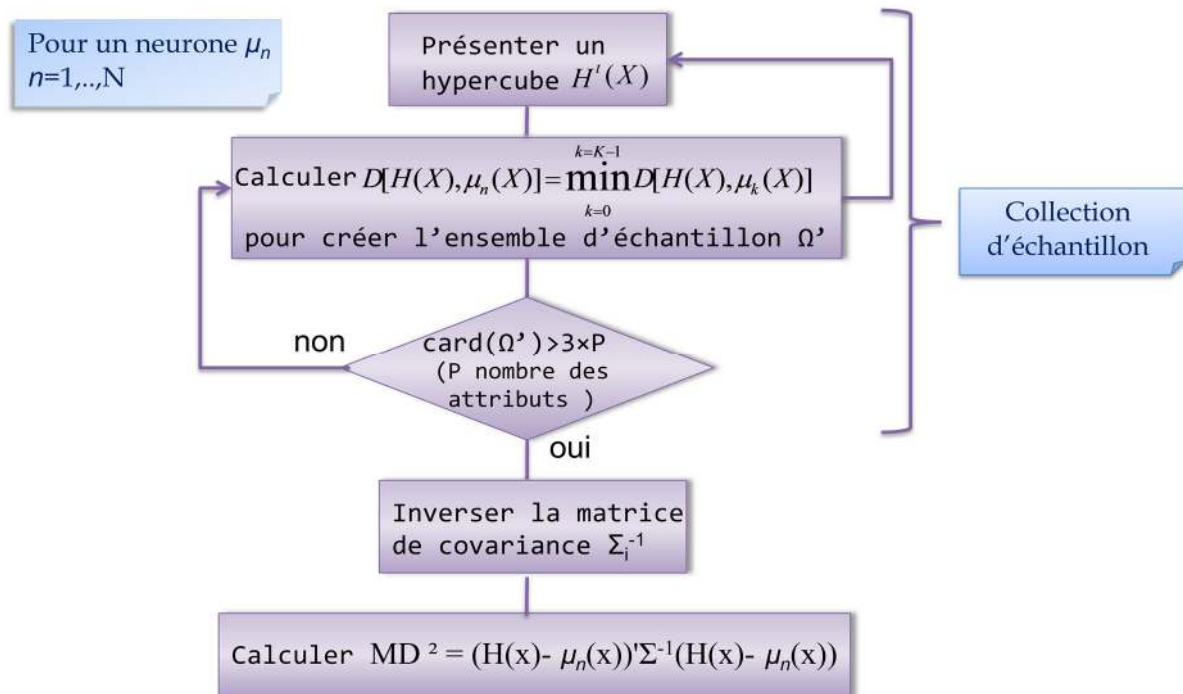 Pour un neurone μn
n=1,..,N
Présenter un
hypercube H^t(X)
Calculer D[H(X),μn(X)]= min k=0 k=K-1 D[H(X),μk(X)]
pour créer l'ensemble d'échantillon Ω’
Collection
d’échantillon
non
card(Ω’)>3×P
(P nombre des
attributs )
oui
Inverser la matrice
de covariance Σi-1
Calculer MD ² = (H(x)- μn(x))'Σ-1(H(x)- μn(x))